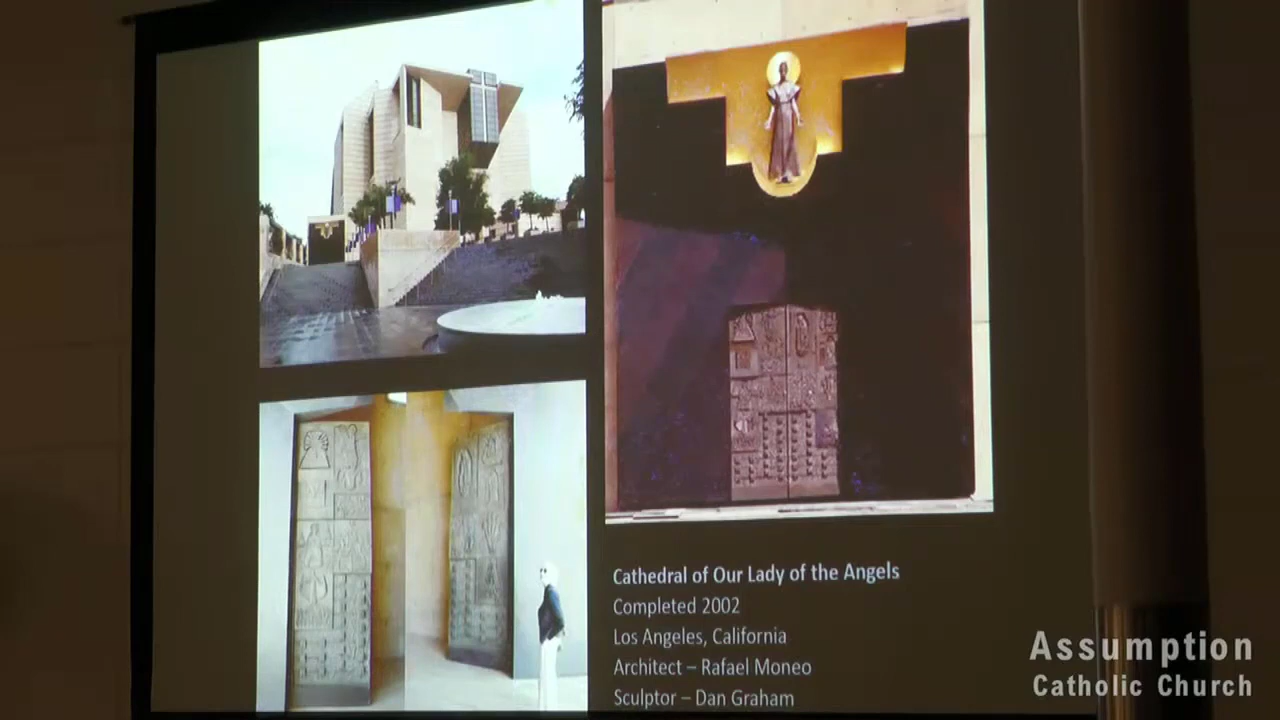 Cathedral of Our Lady of the Angels
Completed 2002
Los Angeles, California
Architect – Rafael Moneo
Sculptor – Dan Graham
Assumption
Catholic Church